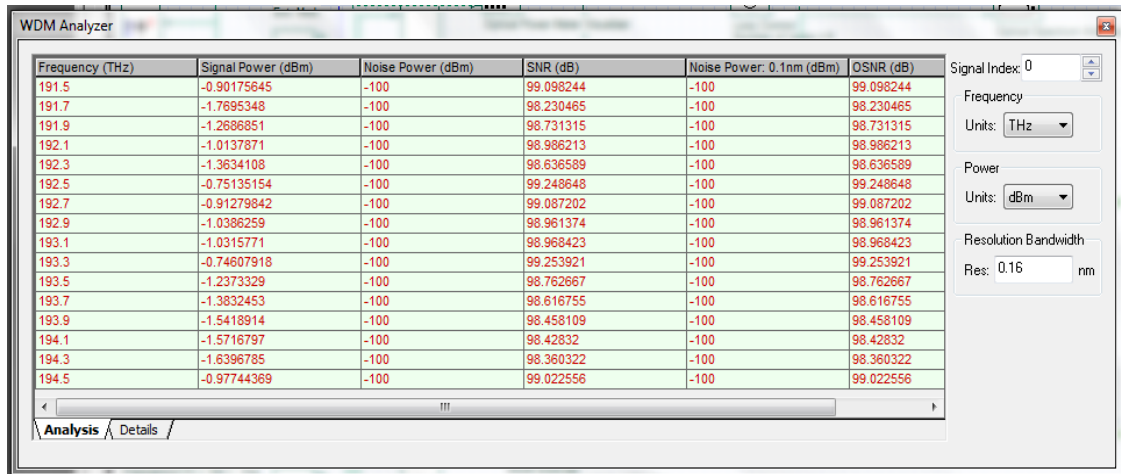 WDM Analyzer
Frequency (THz) Signal Power (dBm) Noise Power (dBm) SNR (dB) Noise Power: 0.1nm (dBm) OSNR (dB)
191.5 -0.90175645 -100 99.098244 -100 99.098244
191.7 -1.7695348 -100 98.230465 -100 98.230465
191.9 -1.2686851 -100 98.731315 -100 98.731315
192.1 -1.0137871 -100 98.986213 -100 98.986213
192.3 -1.3634108 -100 98.636589 -100 98.636589
192.5 -0.75135154 -100 99.248648 -100 99.248648
192.7 -0.91279842 -100 99.087202 -100 99.087202
192.9 -1.0386259 -100 98.961374 -100 98.961374
193.1 -1.0315771 -100 98.968423 -100 98.968423
193.3 -0.74607918 -100 99.253921 -100 99.253921
193.5 -1.2373329 -100 98.762667 -100 98.762667
193.7 -1.3832453 -100 98.616755 -100 98.616755
193.9 -1.5418914 -100 98.458109 -100 98.458109
194.1 -1.5716797 -100 98.42832 -100 98.42832
194.3 -1.6396785 -100 98.360322 -100 98.360322
194.5 -0.97744369 -100 99.022556 -100 99.022556
Analysis Details
Signal Index: 0
Frequency
Units: THz
Power
Units: dBm
Resolution Bandwidth
Res: 0.16 nm